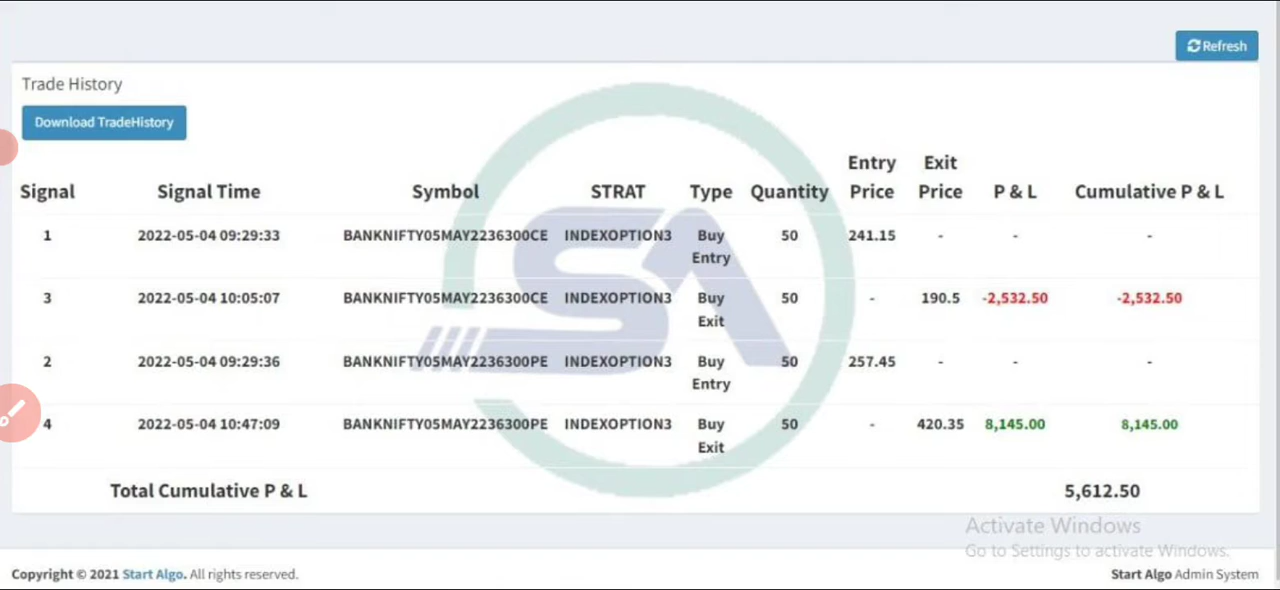 Refresh
Trade History
Download TradeHistory
Signal Signal Time Symbol STRAT Type Quantity Entry Price Exit Price P & L Cumulative P & L
1 2022-05-04 09:29:33 BANKNIFTY05MAY2236300CE INDEXOPTION3 Buy Entry 50 241.15 - - -
3 2022-05-04 10:05:07 BANKNIFTY05MAY2236300CE INDEXOPTION3 Buy Exit 50 - 190.5 -2,532.50 -2,532.50
2 2022-05-04 09:29:36 BANKNIFTY05MAY2236300PE INDEXOPTION3 Buy Entry 50 257.45 - - -
4 2022-05-04 10:47:09 BANKNIFTY05MAY2236300PE INDEXOPTION3 Buy Exit 50 - 420.35 8,145.00 8,145.00
Total Cumulative P & L 5,612.50
SA
Activate Windows
Go to Settings to activate Windows.
Copyright © 2021 Start Algo. All rights reserved.
Start Algo Admin System